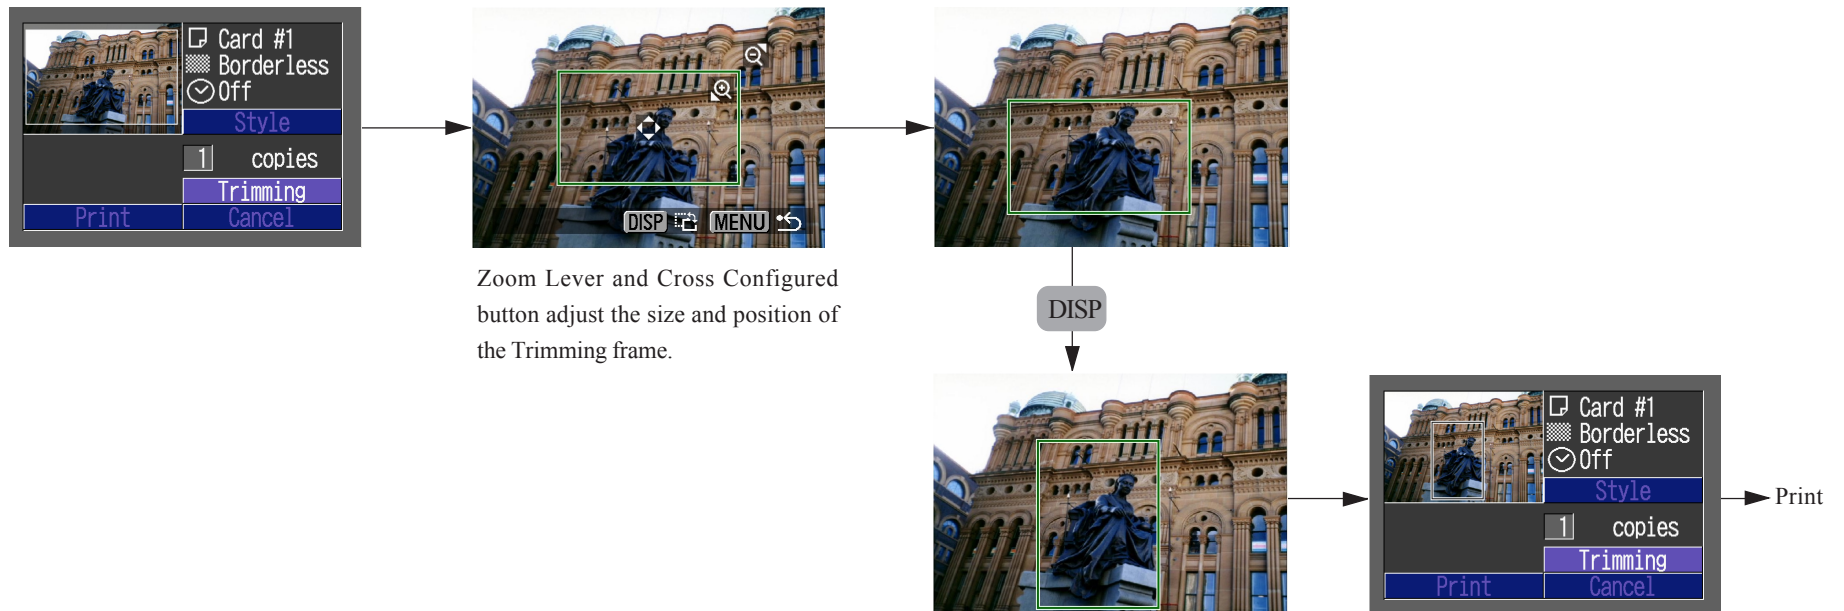 Card #1
Borderless
Off
Style
1 copies
Trimming
Print Cancel
DISP MENU
Zoom Lever and Cross Configured
button adjust the size and position of
the Trimming frame.
DISP
Card #1
Borderless
Off
Style
1 copies
Trimming
Print Cancel
Print